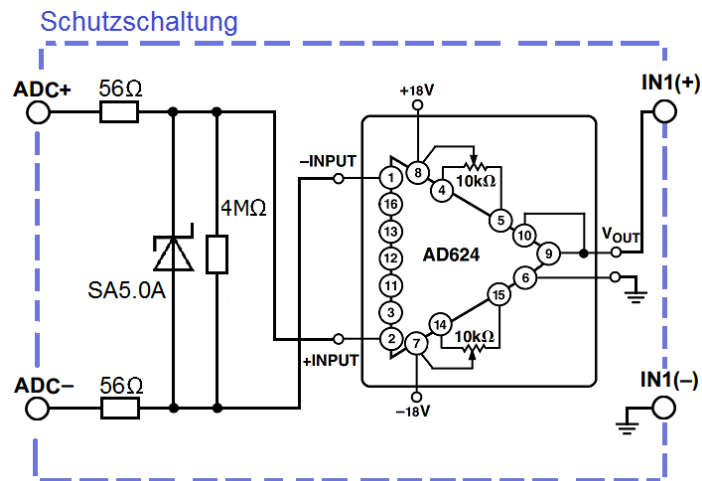 Schutzschaltung
ADC+
56Ω
+18V
IN1(+)
–INPUT
1
8
4
10kΩ
16
5
13
10
4MΩ
12
AD624
9
VOUT
SA5.0A
11
6
3
15
14
10kΩ
2
7
+INPUT
ADC–
56Ω
–18V
IN1(–)